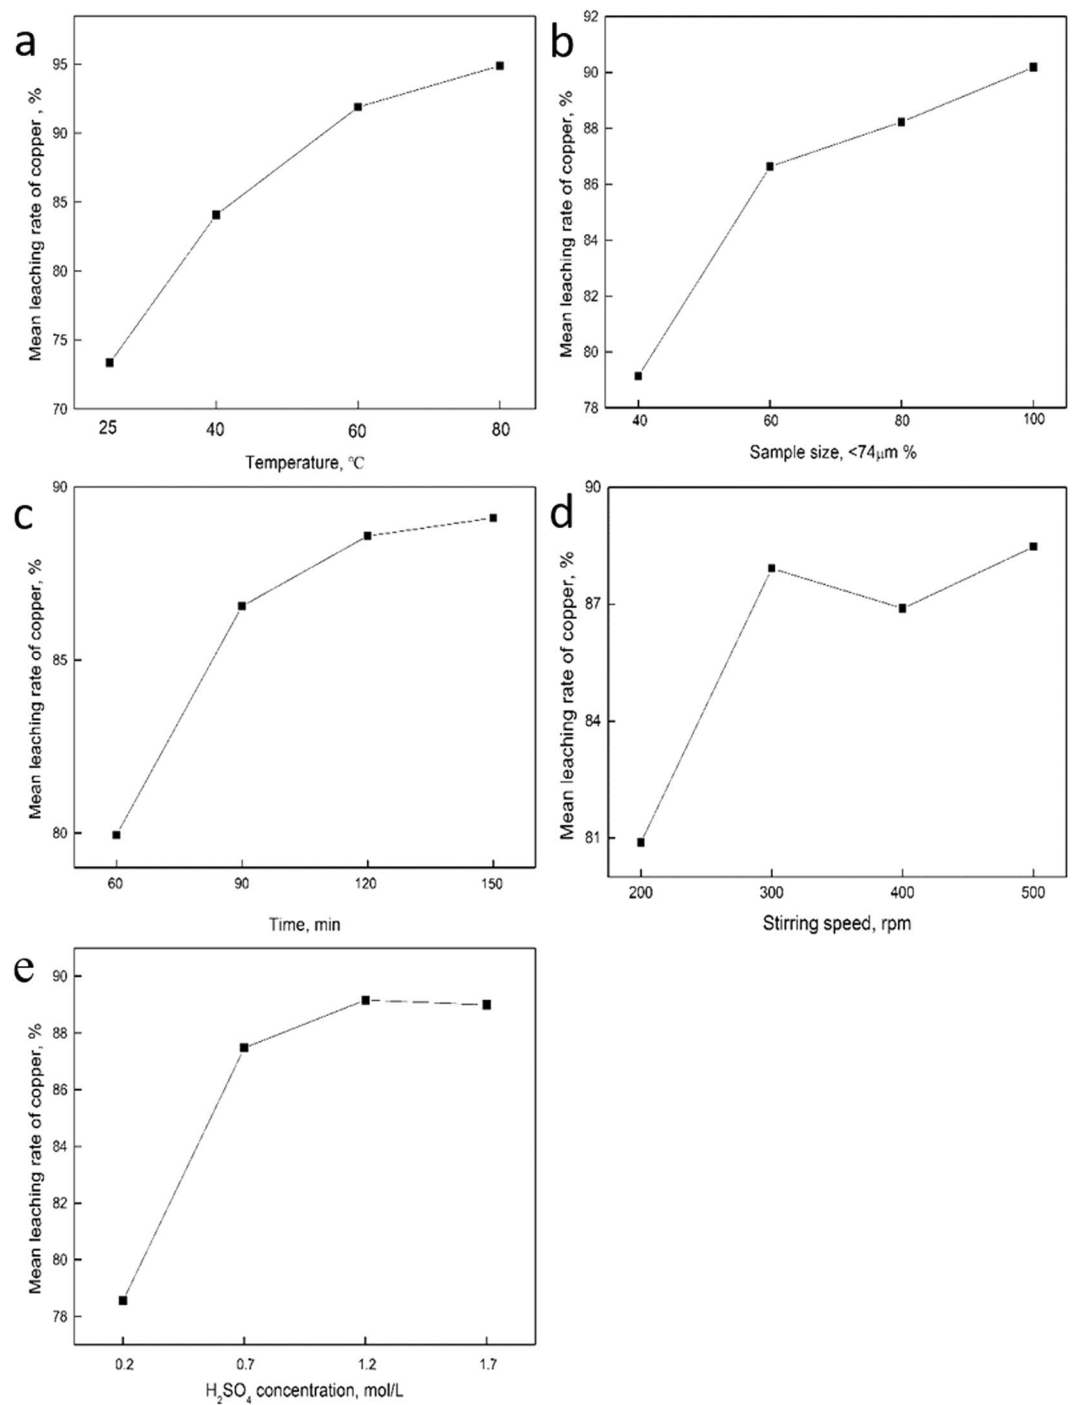 a
Mean leaching rate of copper , %
95
90
85
80
75
70
25 40 60 80
Temperature, ℃
b
Mean leaching rate of copper, %
92
90
88
86
84
82
80
78
40 60 80 100
Sample size, <74μm %
c
Mean leaching rate of copper, %
90
85
80
60 90 120 150
Time, min
d
Mean leaching rate of copper, %
90
87
84
81
200 300 400 500
Stirring speed, rpm
e
Mean leaching rate of copper, %
90
88
86
84
82
80
78
0.2 0.7 1.2 1.7
H₂SO₄ concentration, mol/L